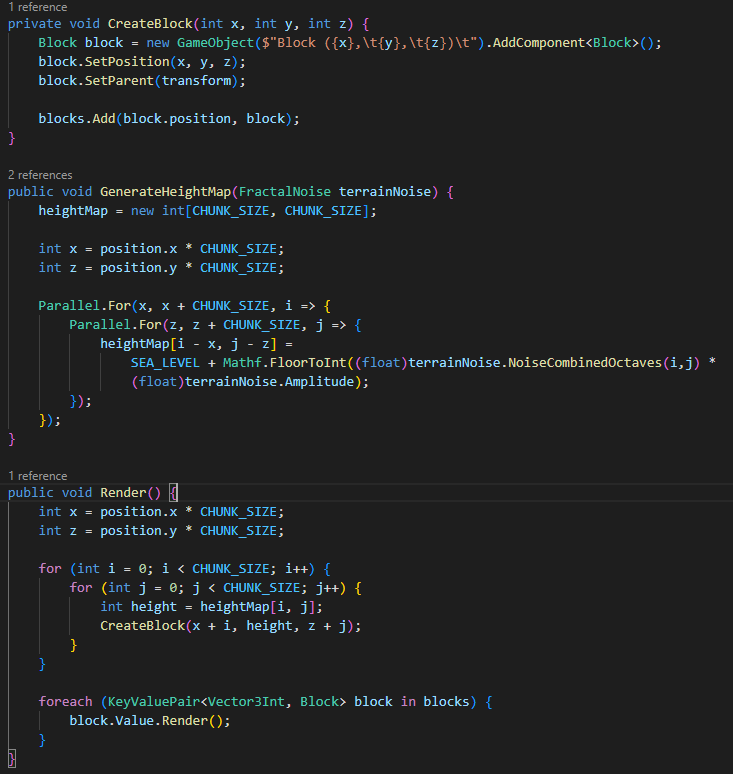 1 reference
private void CreateBlock(int x, int y, int z) {
    Block block = new GameObject($"Block ({x},\t{y},\t{z})\t").AddComponent<Block>();
    block.SetPosition(x, y, z);
    block.SetParent(transform);

    blocks.Add(block.position, block);
}

2 references
public void GenerateHeightMap(FractalNoise terrainNoise) {
    heightMap = new int[CHUNK_SIZE, CHUNK_SIZE];

    int x = position.x * CHUNK_SIZE;
    int z = position.y * CHUNK_SIZE;

    Parallel.For(x, x + CHUNK_SIZE, i => {
        Parallel.For(z, z + CHUNK_SIZE, j => {
            heightMap[i - x, j - z] =
                SEA_LEVEL + Mathf.FloorToInt((float)terrainNoise.NoiseCombinedOctaves(i,j) *
                (float)terrainNoise.Amplitude);
        });
    });
}

1 reference
public void Render() {
    int x = position.x * CHUNK_SIZE;
    int z = position.y * CHUNK_SIZE;

    for (int i = 0; i < CHUNK_SIZE; i++) {
        for (int j = 0; j < CHUNK_SIZE; j++) {
            int height = heightMap[i, j];
            CreateBlock(x + i, height, z + j);
        }
    }

    foreach (KeyValuePair<Vector3Int, Block> block in blocks) {
        block.Value.Render();
    }
}